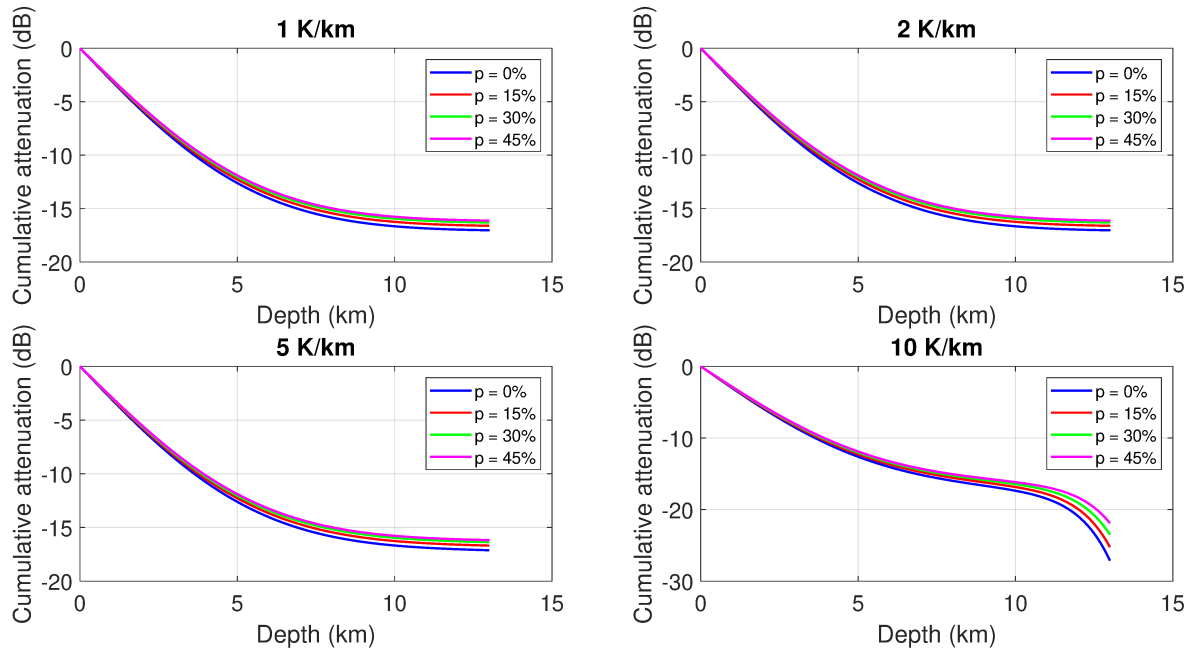 1 K/km
Cumulative attenuation (dB)
0
-5
-10
-15
-20
p = 0%
p = 15%
p = 30%
p = 45%
0
5
10
15
Depth (km)
2 K/km
Cumulative attenuation (dB)
0
-5
-10
-15
-20
p = 0%
p = 15%
p = 30%
p = 45%
0
5
10
15
Depth (km)
5 K/km
Cumulative attenuation (dB)
0
-5
-10
-15
-20
p = 0%
p = 15%
p = 30%
p = 45%
0
5
10
15
Depth (km)
10 K/km
Cumulative attenuation (dB)
0
-10
-20
-30
p = 0%
p = 15%
p = 30%
p = 45%
0
5
10
15
Depth (km)